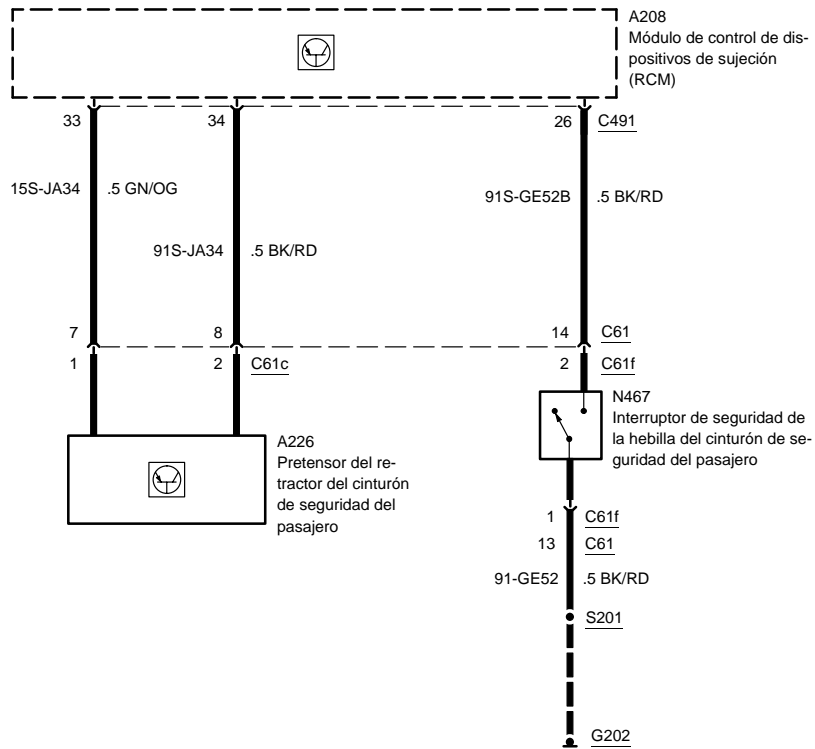 A208
Módulo de control de dis-
positivos de sujeción
(RCM)
33
34
26
C491
15S-JA34
.5 GN/OG
91S-GE52B
.5 BK/RD
91S-JA34
.5 BK/RD
7
8
14
C61
1
2
C61c
2
C61f
N467
Interruptor de seguridad de
la hebilla del cinturón de se-
guridad del pasajero
A226
Pretensor del re-
tractor del cinturón
de seguridad del
pasajero
1
C61f
13
C61
91-GE52
.5 BK/RD
S201
G202